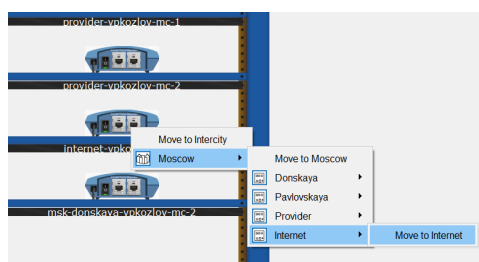 provider-vpkozlov-mc-1
provider-vpkozlov-mc-2
Move to Intercity
internet-vpko
Moscow
Move to Moscow
Donskaya
Pavlovskaya
Provider
msk-donskaya-vpkozlov-mc-2
Internet
Move to Internet